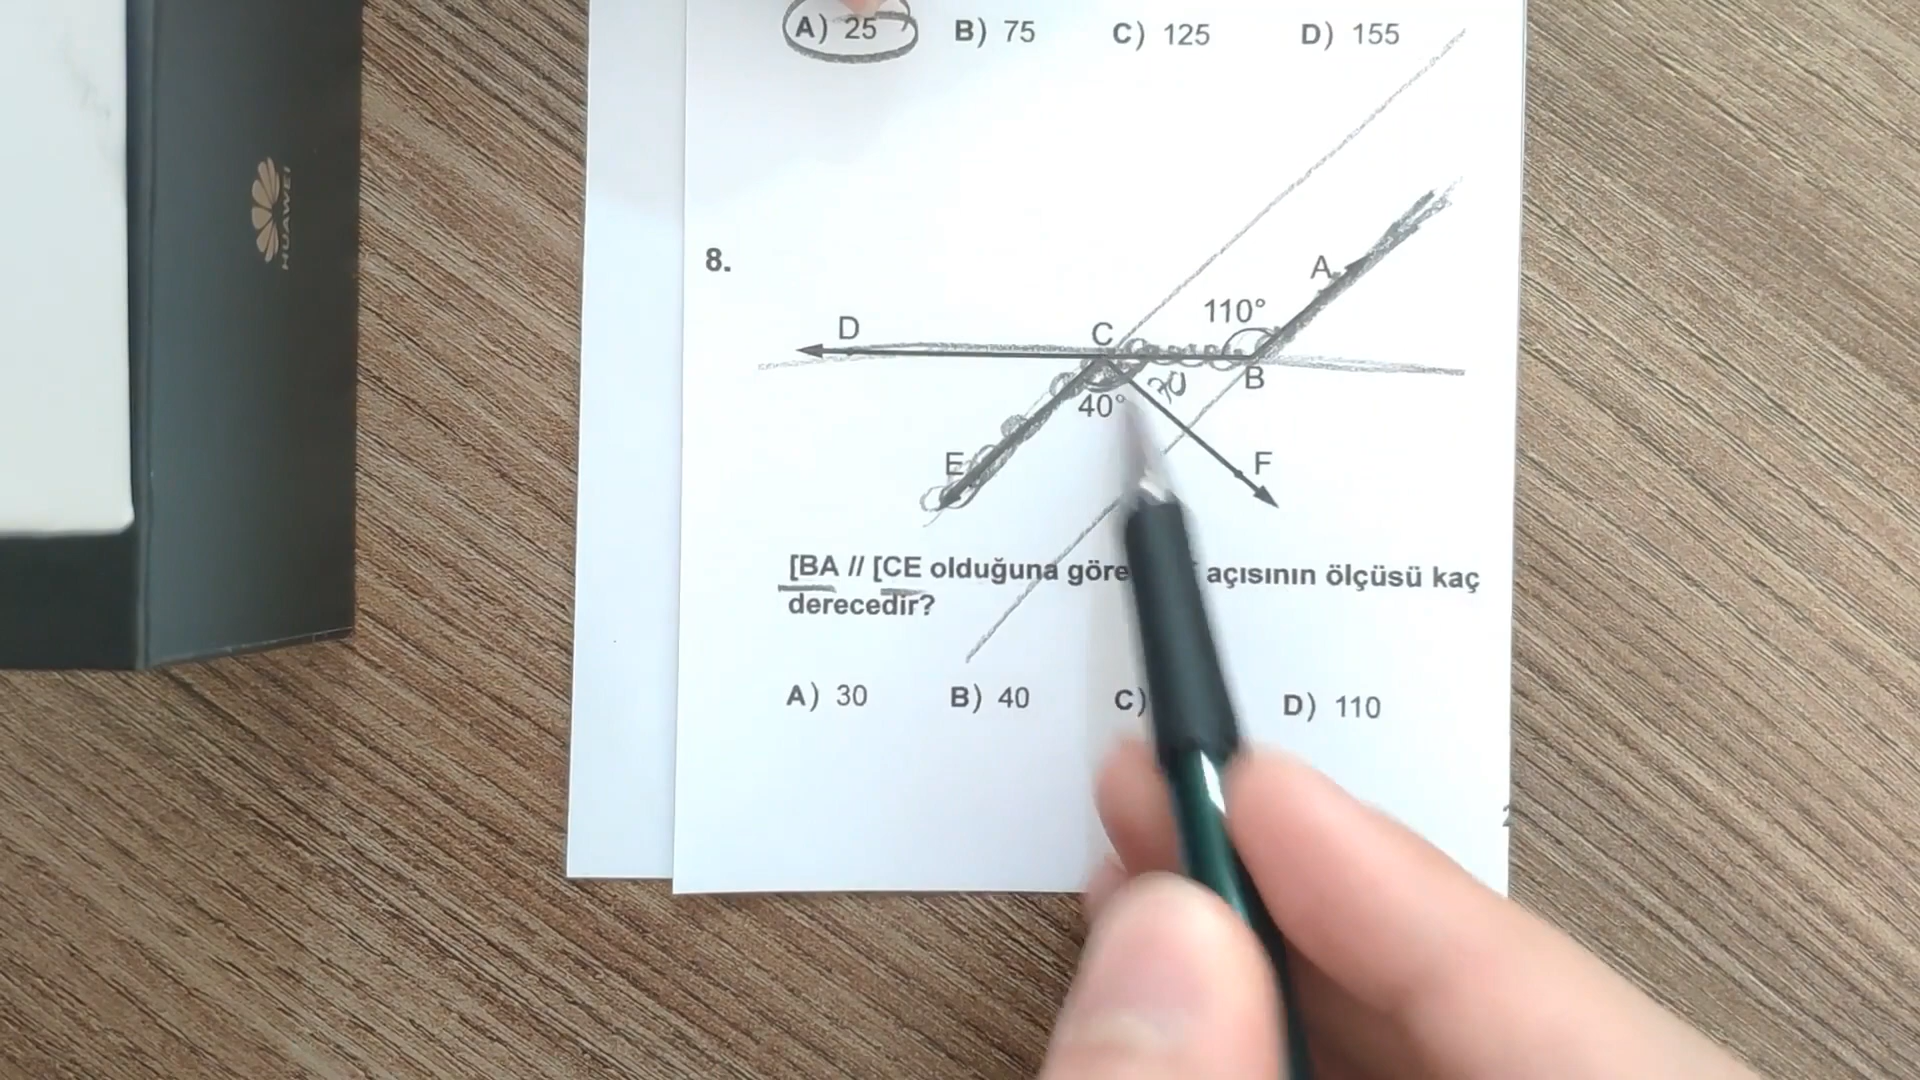 A) 25 B) 75 C) 125 D) 155
HUAWEI
8.
A
110°
D
C
B
70
40°
E
F
[BA // [CE olduğuna göre açısının ölçüsü kaç
derecedir?
A) 30 B) 40 C) D) 110